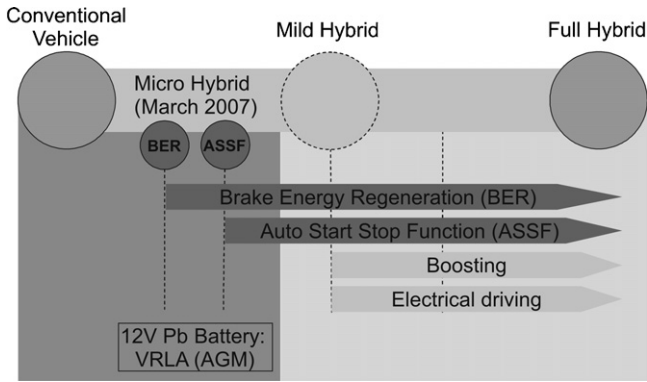 Conventional
Vehicle
Mild Hybrid
Full Hybrid
Micro Hybrid
(March 2007)
BER
ASSF
Brake Energy Regeneration (BER)
Auto Start Stop Function (ASSF)
Boosting
Electrical driving
12V Pb Battery:
VRLA (AGM)